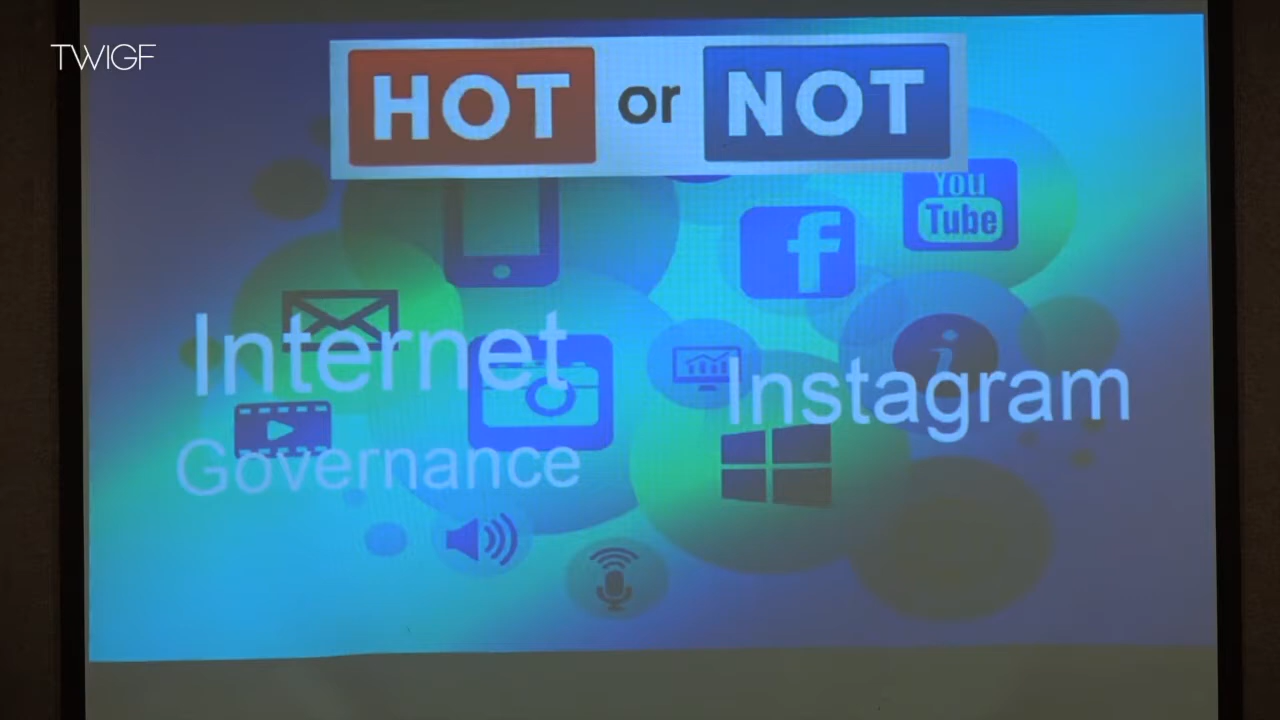 TWIGF
HOT or NOT
You
Tube
f
i
Internet
Instagram
Governance